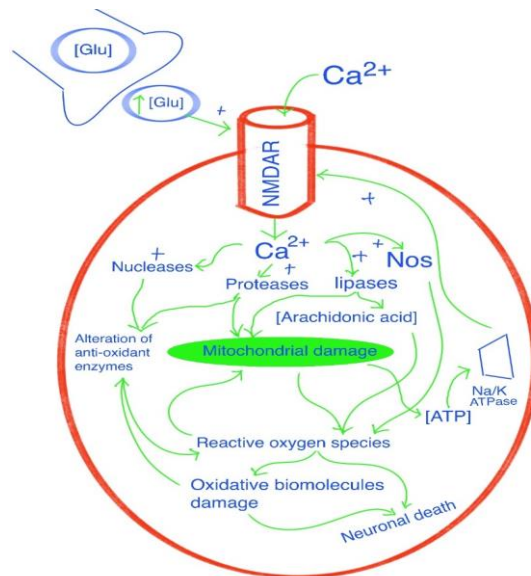 [Glu]
[Glu]
+
Ca2+
NMDAR
+
Ca2+
+
+
+
+
Nucleases
Proteases
lipases
Nos
[Arachidonic acid]
Alteration of
anti-oxidant
enzymes
Mitochondrial damage
Na/K
ATPase
[ATP]
Reactive oxygen species
Oxidative biomolecules
damage
Neuronal death